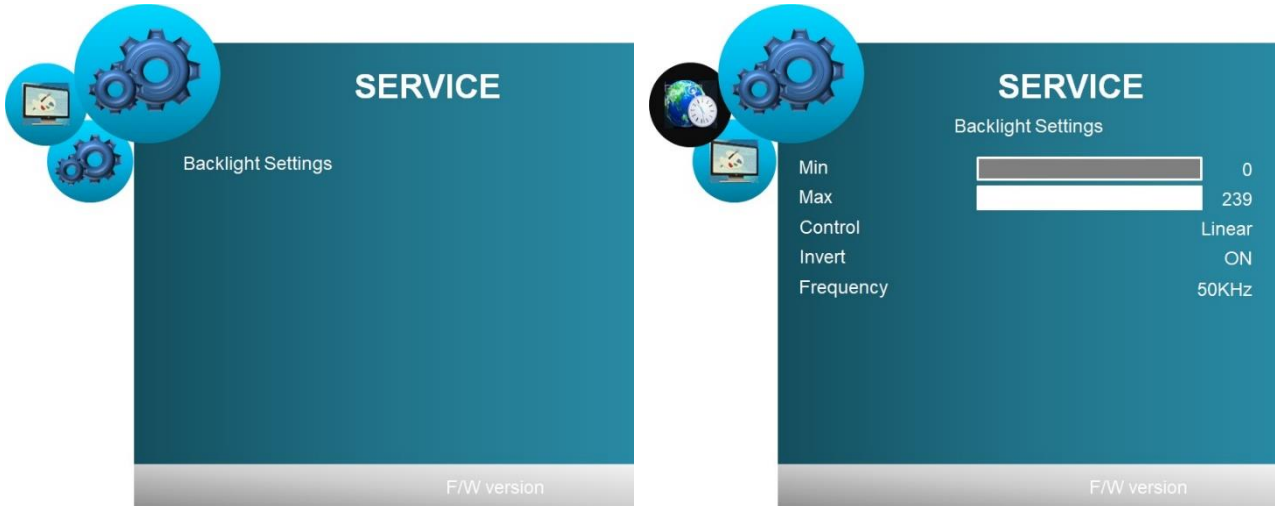 SERVICE
Backlight Settings
F/W version
SERVICE
Backlight Settings
Min 0
Max 239
Control Linear
Invert ON
Frequency 50KHz
F/W version